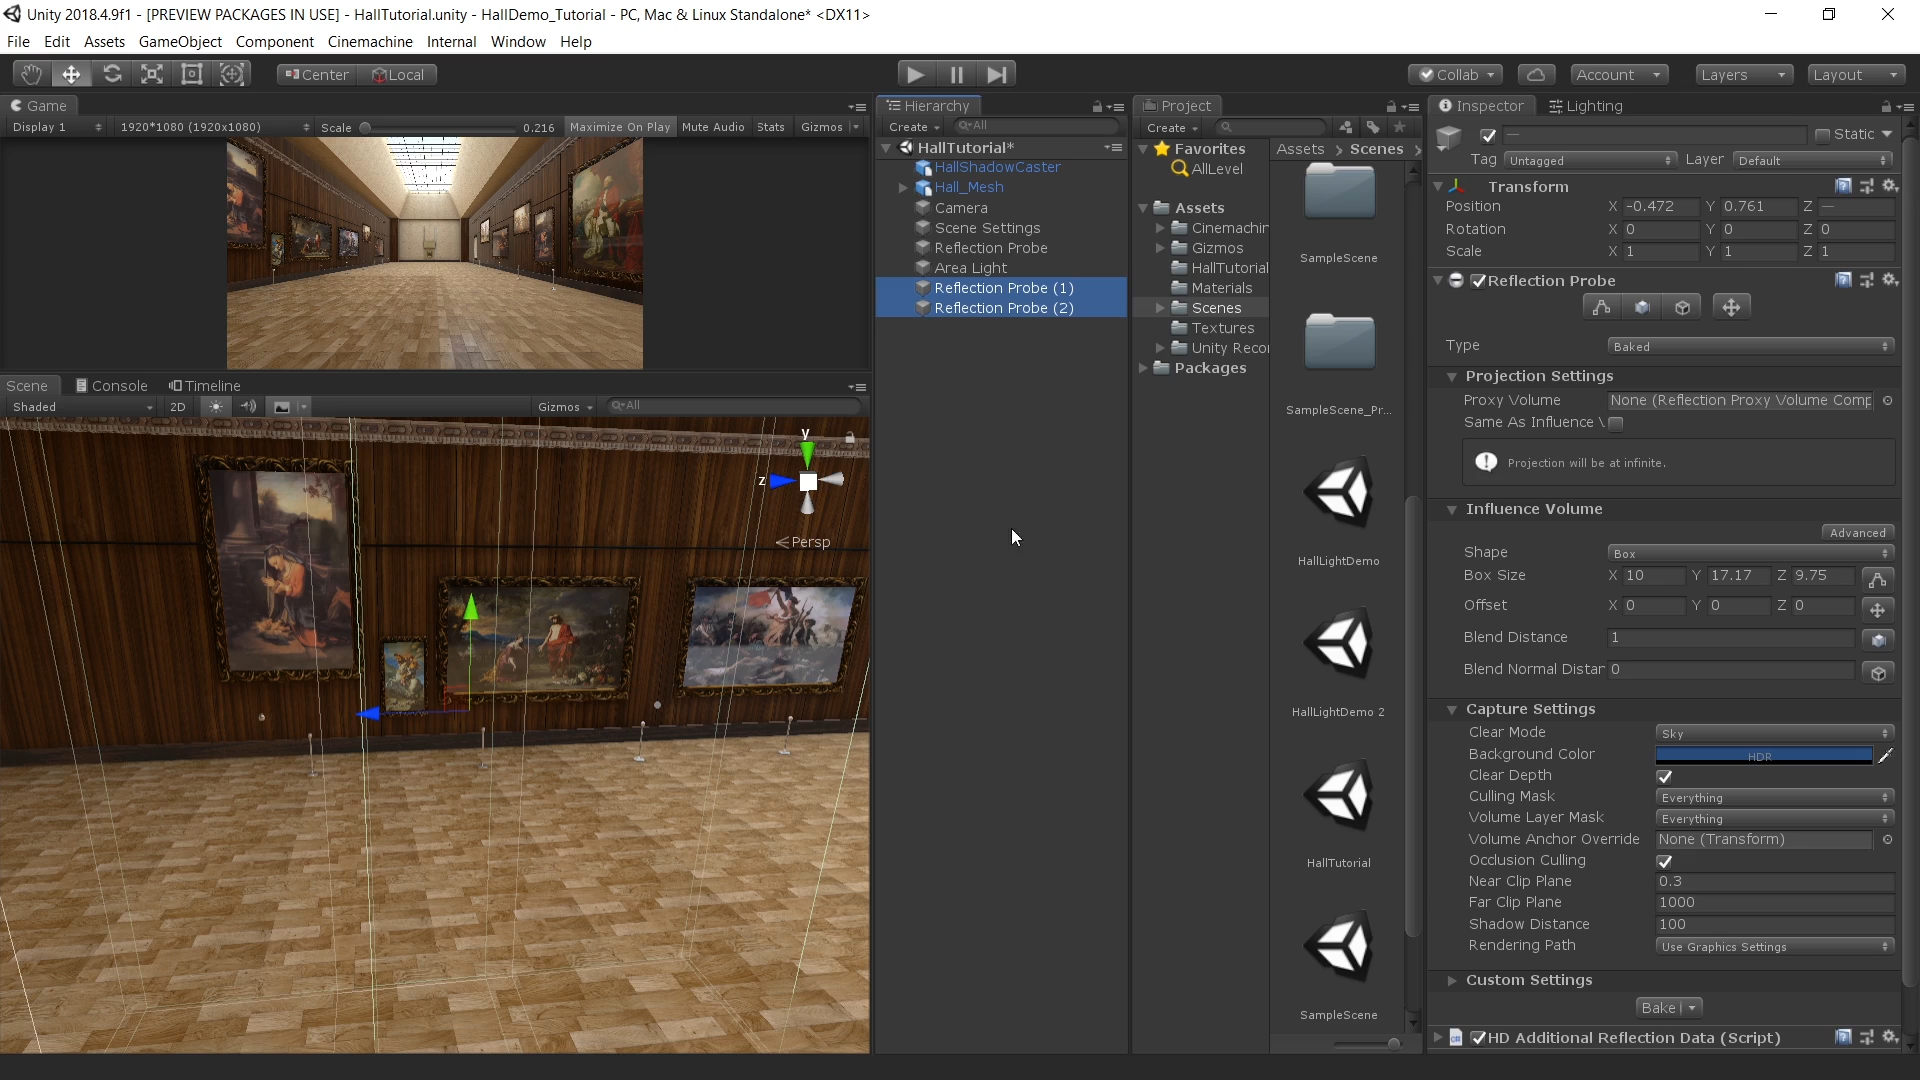 Unity 2018.4.9f1 - [PREVIEW PACKAGES IN USE] - HallTutorial.unity - HallDemo_Tutorial - PC, Mac & Linux Standalone* <DX11>
File Edit Assets GameObject Component Cinemachine Internal Window Help
Center Local Collab Account Layers Layout
Game Hierarchy Project Inspector Lighting
Display 1 1920*1080 (1920x1080) Scale 0.216 Maximize On Play Mute Audio Stats Gizmos
Create All
HallTutorial*
HallShadowCaster
Hall_Mesh
Camera
Scene Settings
Reflection Probe
Area Light
Reflection Probe (1)
Reflection Probe (2)
Create
Favorites
AllLevel
Assets
Cinemachin
Gizmos
HallTutorial
Materials
Scenes
Textures
Unity Reco
Packages
Assets > Scenes >
SampleScene
SampleScene_Pr...
HallLightDemo
HallLightDemo 2
HallTutorial
SampleScene
Scene Console Timeline
Shaded 2D Gizmos All
y
z
Persp
— Static
Tag Untagged Layer Default
Transform
Position X -0.472 Y 0.761 Z —
Rotation X 0 Y 0 Z 0
Scale X 1 Y 1 Z 1
Reflection Probe
Type Baked
Projection Settings
Proxy Volume None (Reflection Proxy Volume Comp
Same As Influence V
Projection will be at infinite.
Influence Volume
Advanced
Shape Box
Box Size X 10 Y 17.17 Z 9.75
Offset X 0 Y 0 Z 0
Blend Distance 1
Blend Normal Distar 0
Capture Settings
Clear Mode Sky
Background Color HDR
Clear Depth
Culling Mask Everything
Volume Layer Mask Everything
Volume Anchor Override None (Transform)
Occlusion Culling
Near Clip Plane 0.3
Far Clip Plane 1000
Shadow Distance 100
Rendering Path Use Graphics Settings
Custom Settings
Bake
HD Additional Reflection Data (Script)